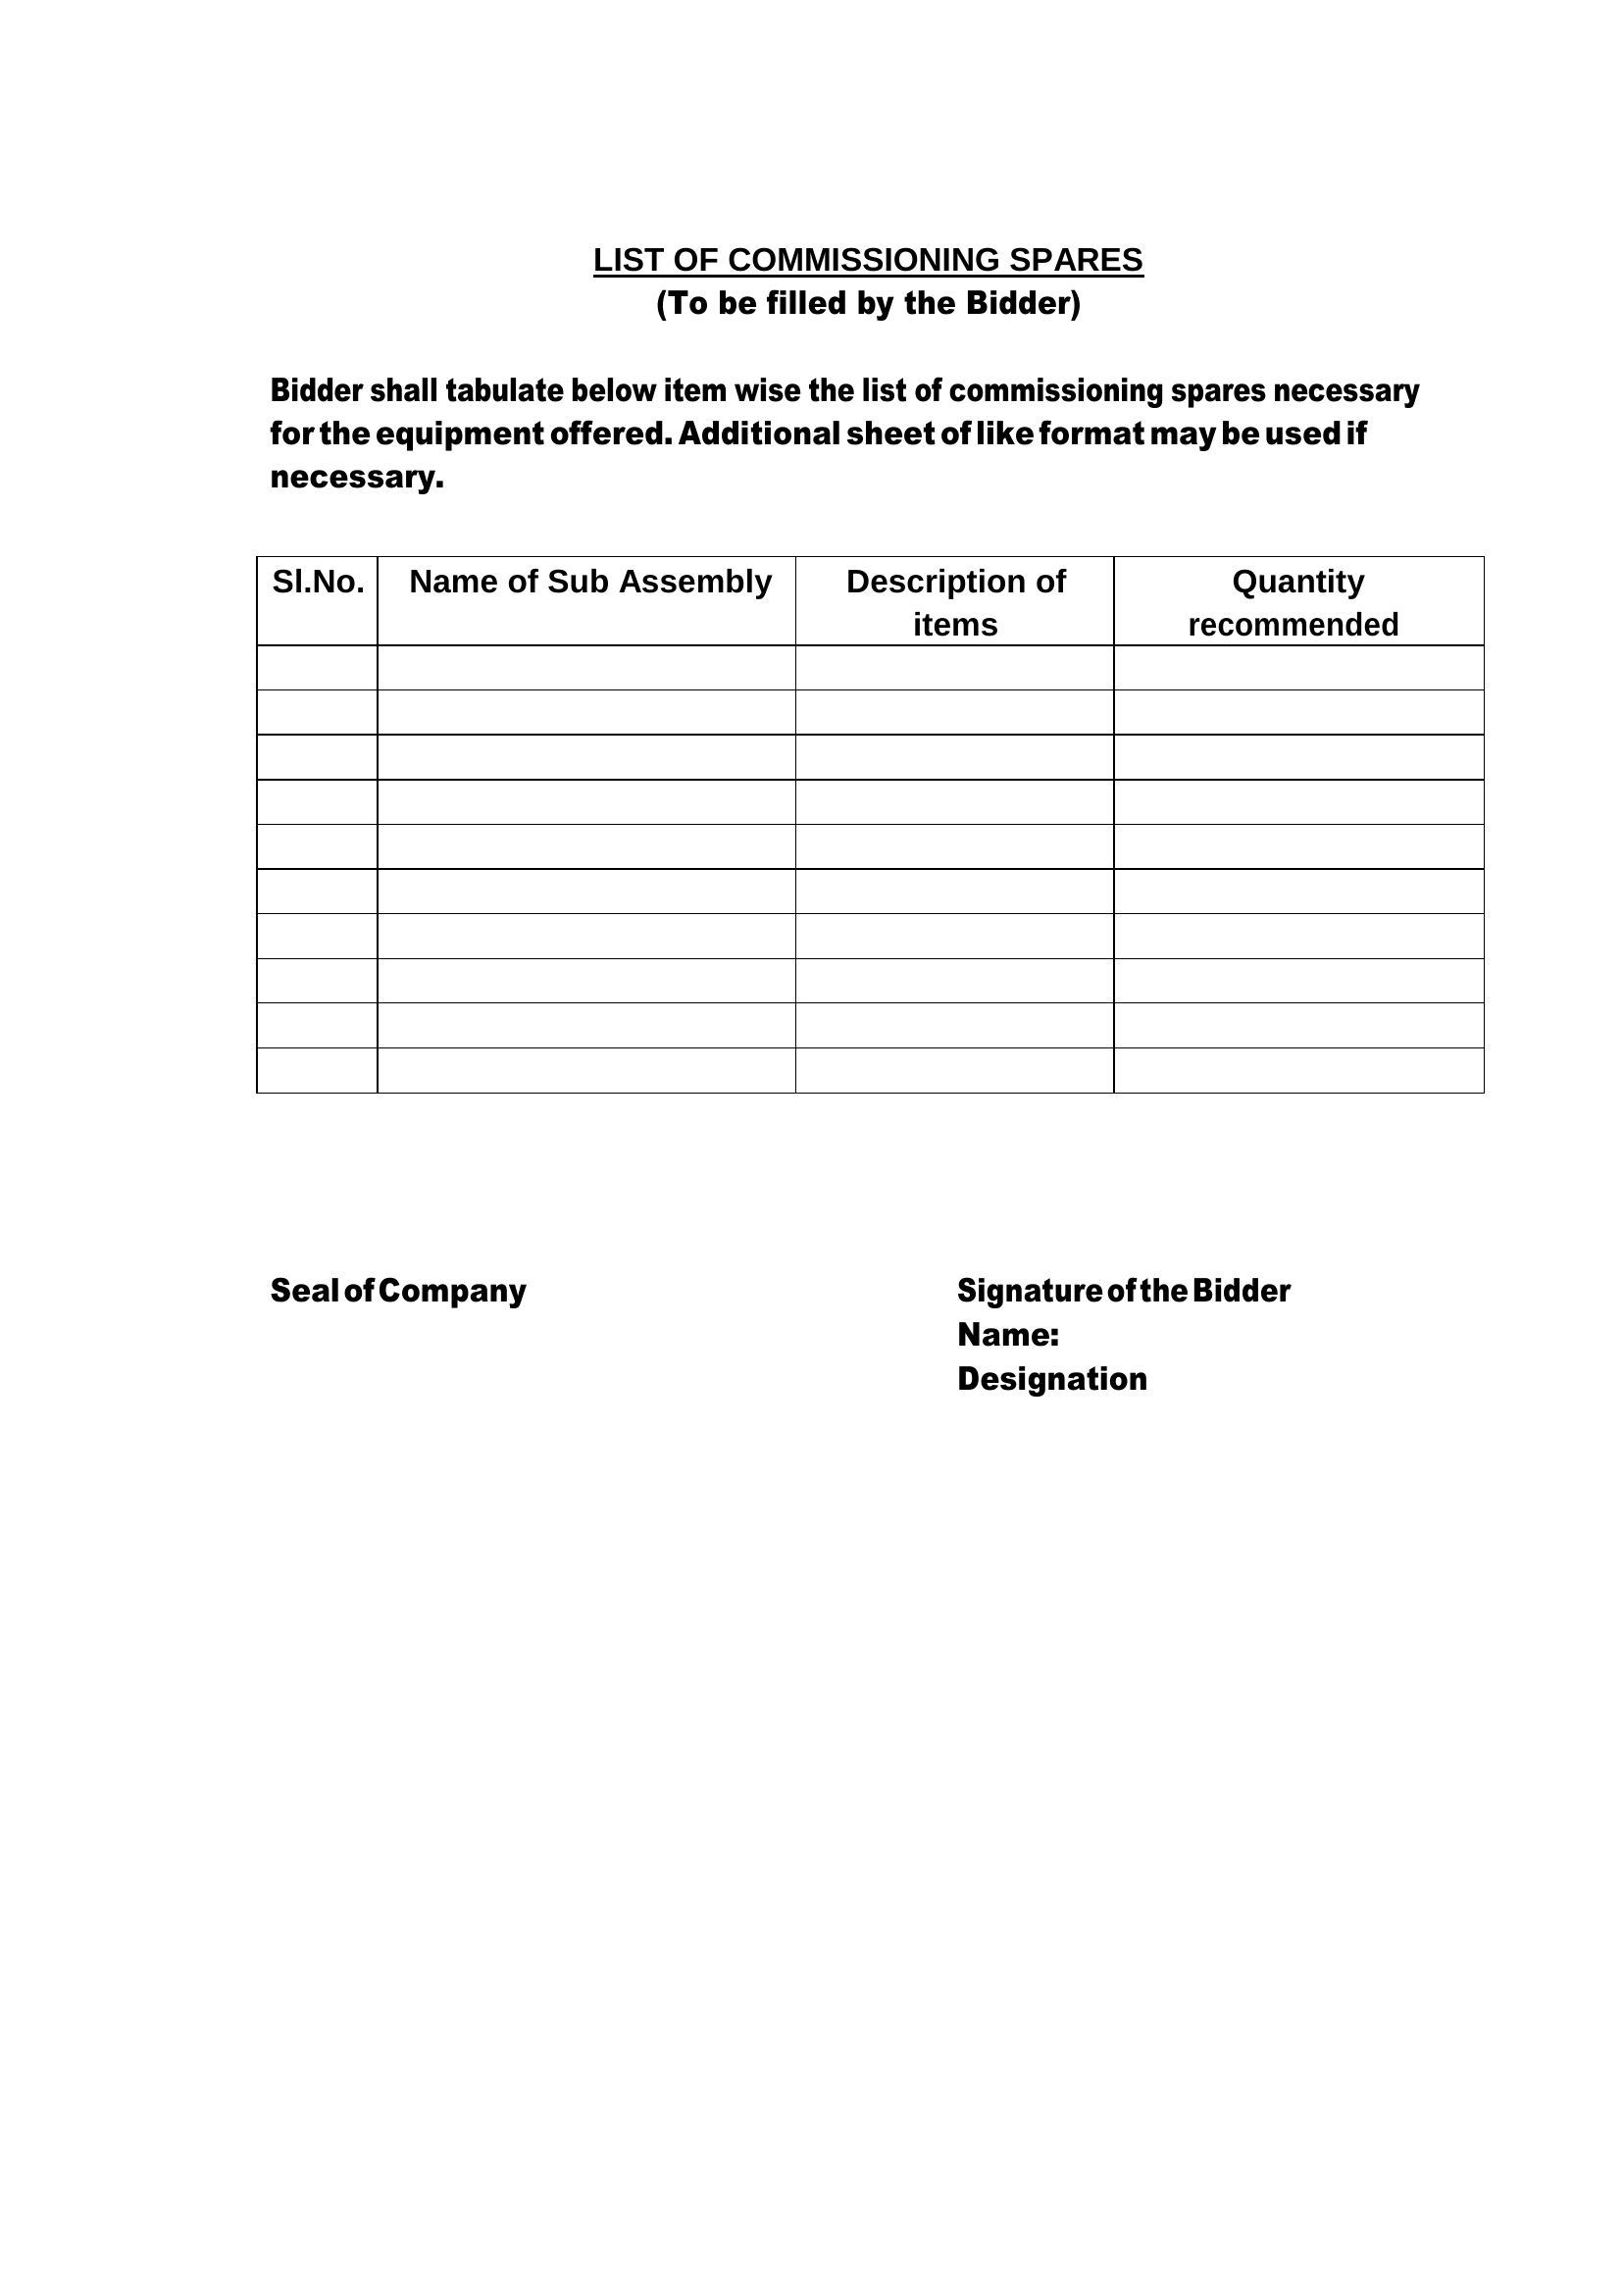 LIST OF COMMISSIONING SPARES
(To be filled by the Bidder)
Bidder shall tabulate below item wise the list of commissioning spares necessary
for the equipment offered. Additional sheet of like format may be used if
necessary.
Sl.No. Name of Sub Assembly Description of Quantity
items recommended
Seal of Company Signature of the Bidder
Name:
Designation